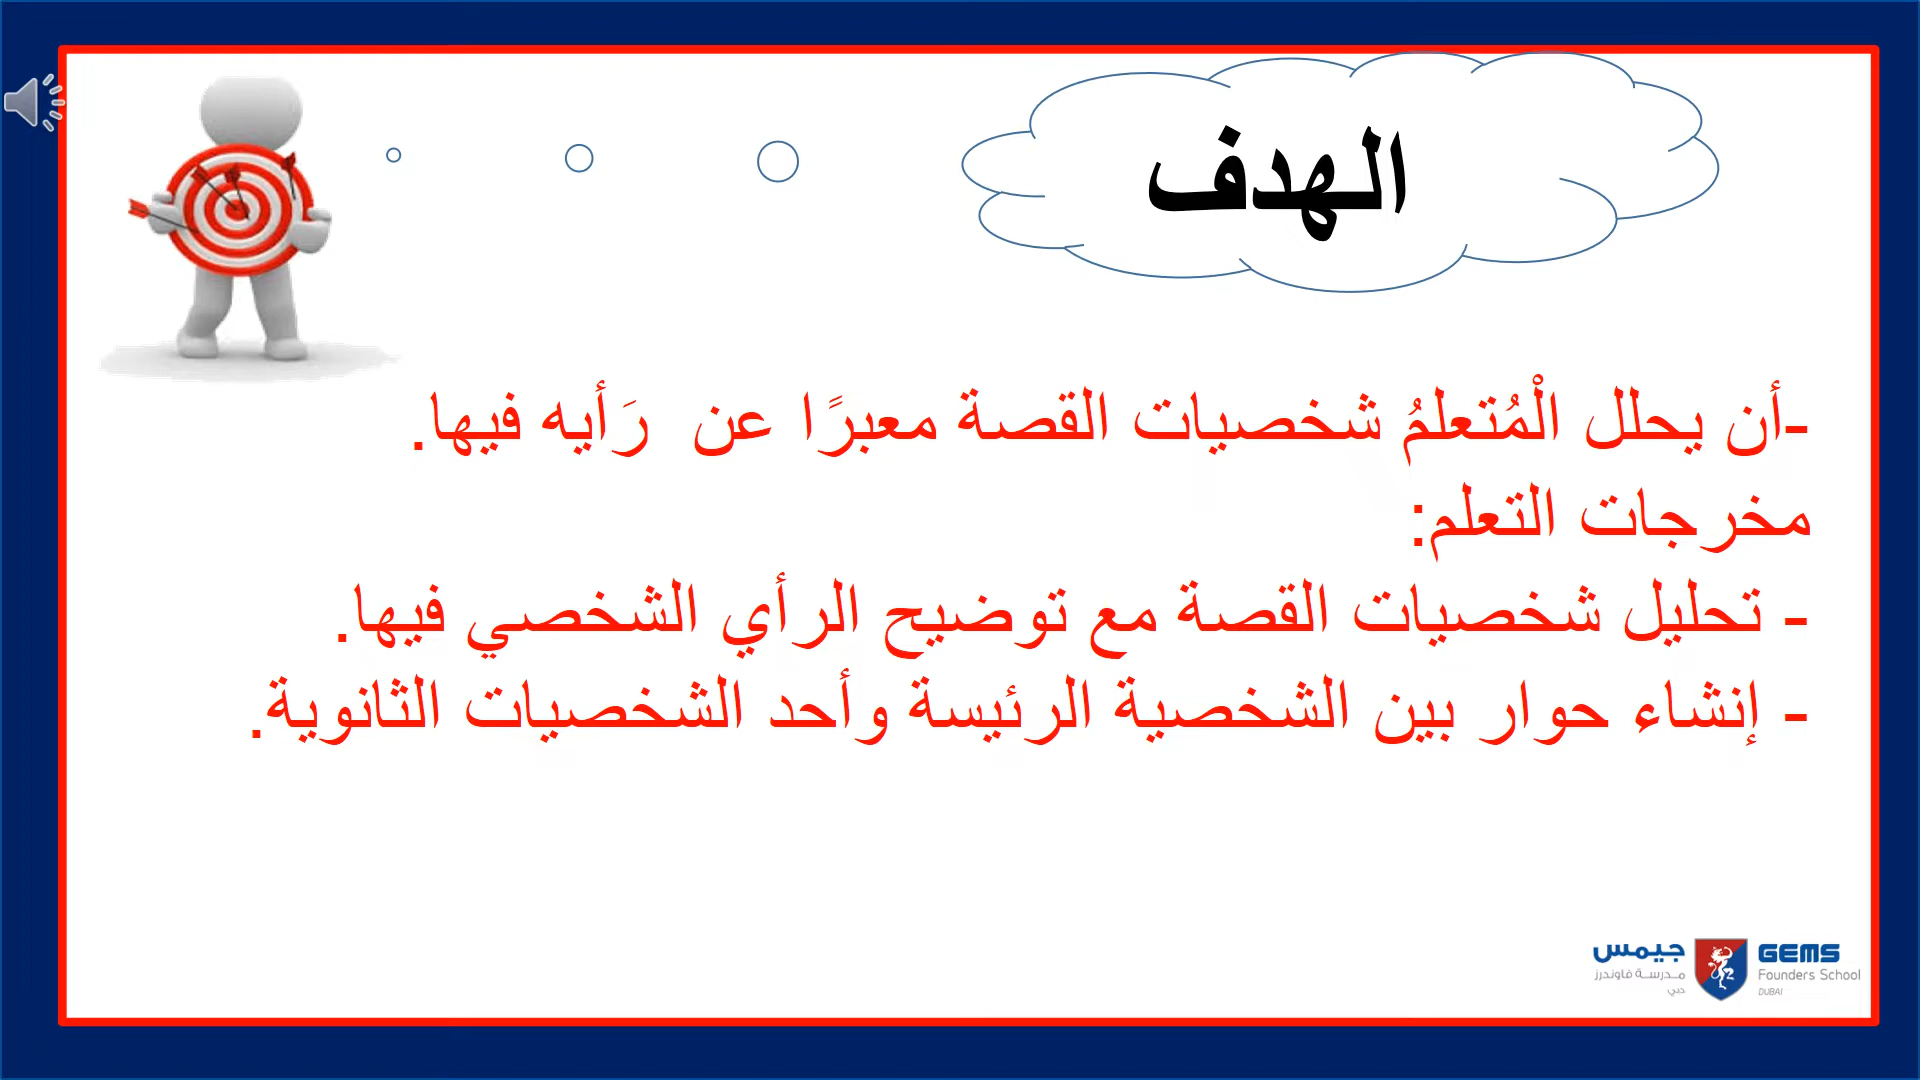 الهدف
-أن يحلل الْمُتعلمُ شخصيات القصة معبرًا عن رَأيه فيها.
مخرجات التعلم:
- تحليل شخصيات القصة مع توضيح الرأي الشخصي فيها.
- إنشاء حوار بين الشخصية الرئيسة وأحد الشخصيات الثانوية.
جيمس
مدرسة فاوندرز
دبي
GEMS
Founders School
DUBAI